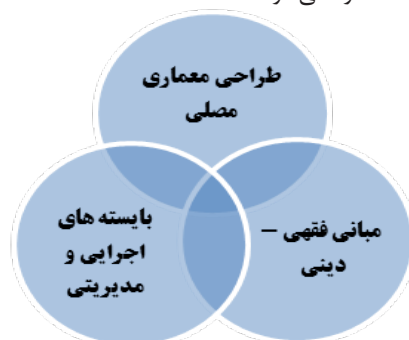 طراحی معماری
مصلی
مبانی فقهی –
دینی
بایسته های
اجرایی و
مدیریتی